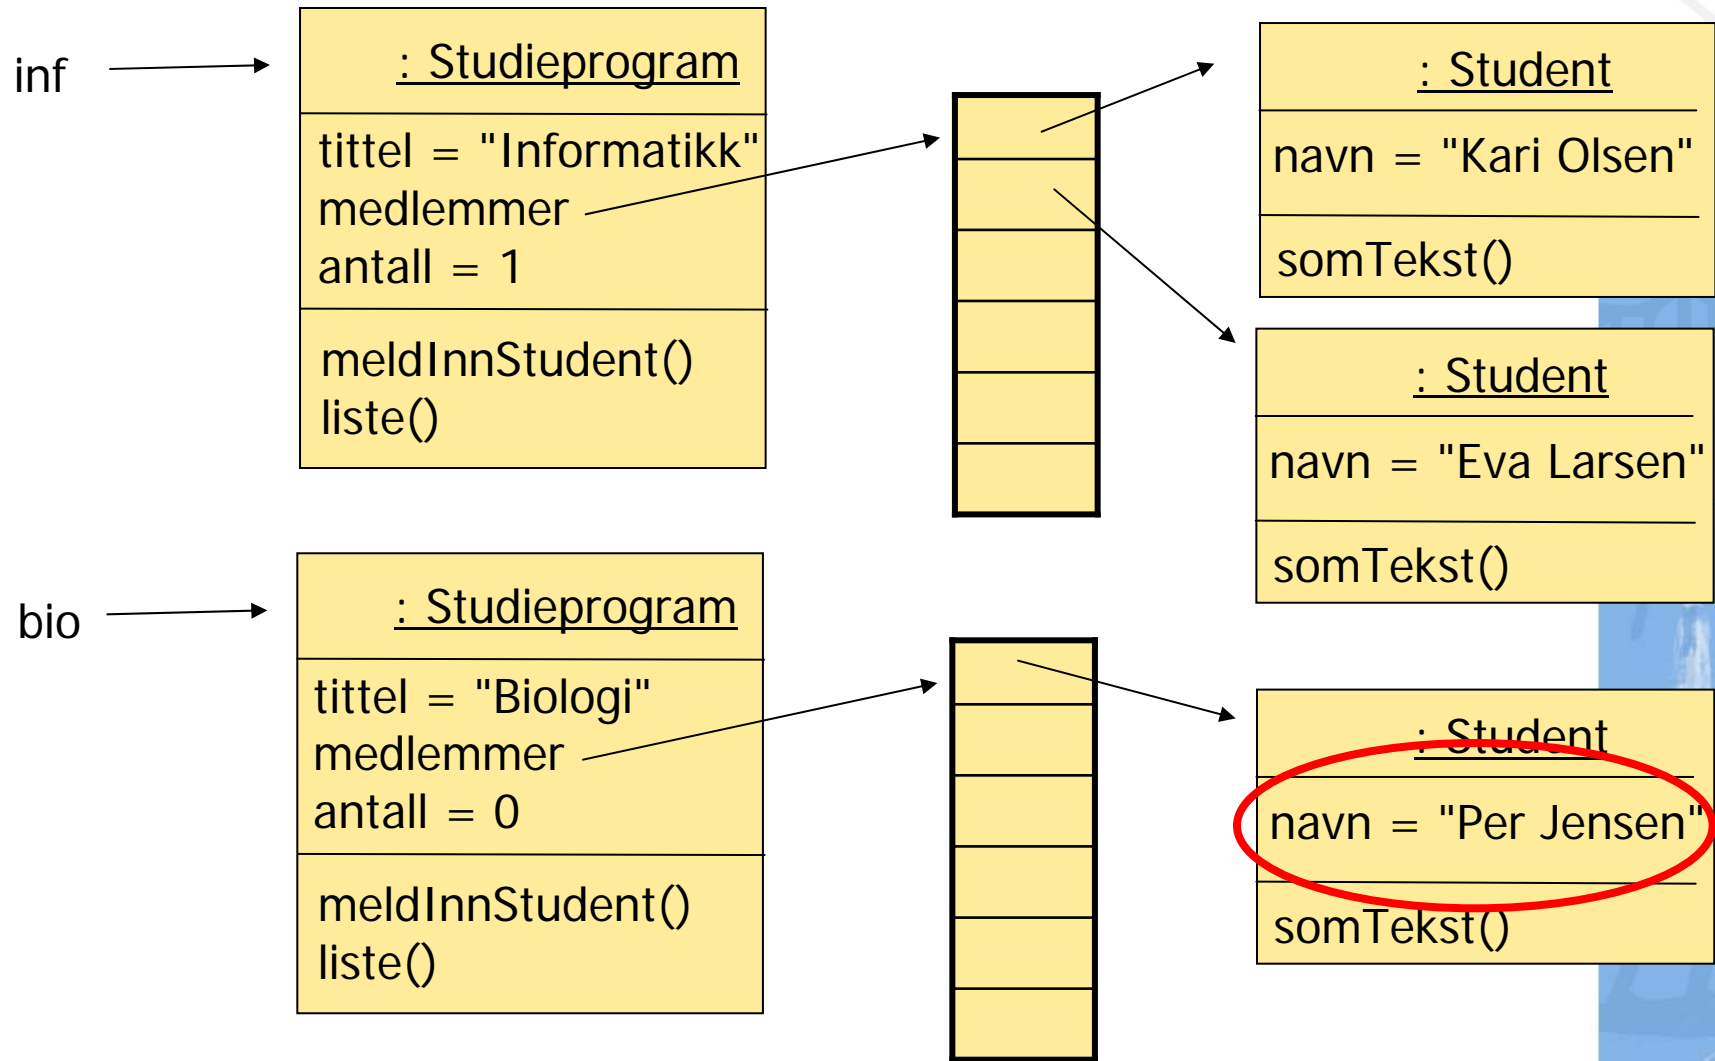 inf
: Studieprogram
tittel = "Informatikk"
medlemmer
antall = 1
meldInnStudent()
liste()
: Student
navn = "Kari Olsen"
somTekst()
: Student
navn = "Eva Larsen"
somTekst()
bio
: Studieprogram
tittel = "Biologi"
medlemmer
antall = 0
meldInnStudent()
liste()
: Student
navn = "Per Jensen"
somTekst()